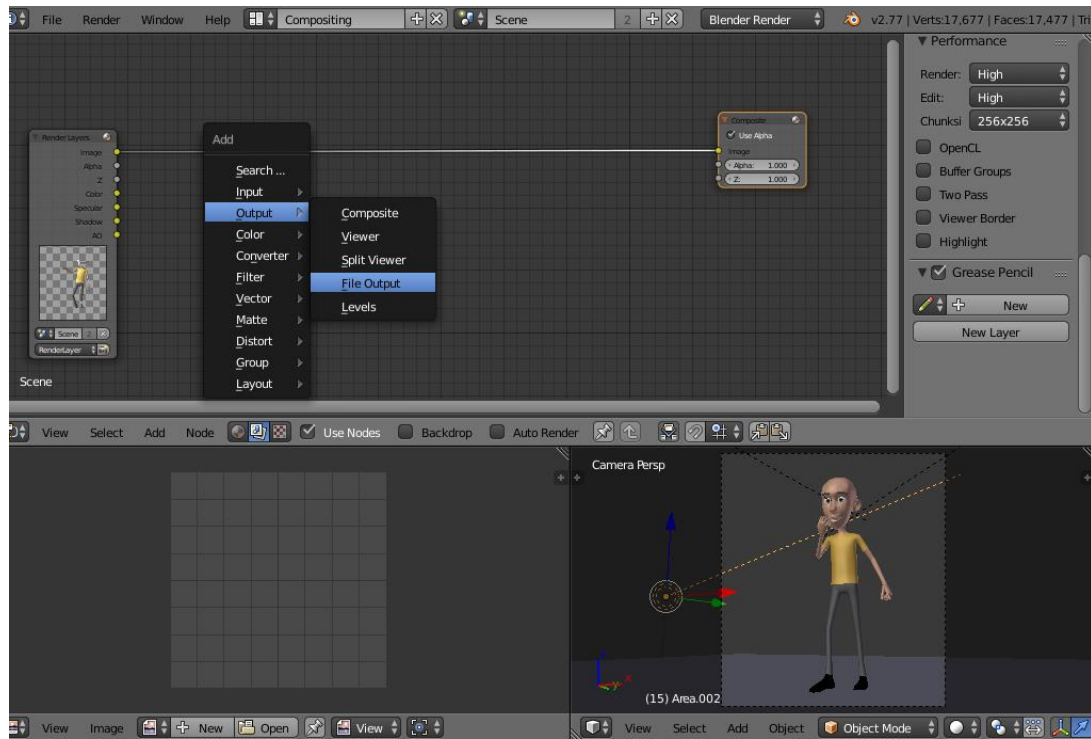 File Render Window Help Compositing Scene 2 Blender Render v2.77 | Verts:17,677 | Faces:17,477 | Tri
Performance
Render: High
Edit: High
Chunksi 256x256
OpenCL
Buffer Groups
Two Pass
Viewer Border
Highlight
Grease Pencil
New
New Layer
Render Layers
Image
Alpha
Z
Color
Specular
Shadow
AO
Scene 2
RenderLayer
Scene
Add
Search ...
Input
Output
Color
Converter
Filter
Vector
Matte
Distort
Group
Layout
Composite
Viewer
Split Viewer
File Output
Levels
Composite
Use Alpha
Image
Alpha: 1.000
Z: 1.000
View Select Add Node Use Nodes Backdrop Auto Render
Camera Persp
(15) Area.002
View Image New Open View
View Select Add Object Object Mode